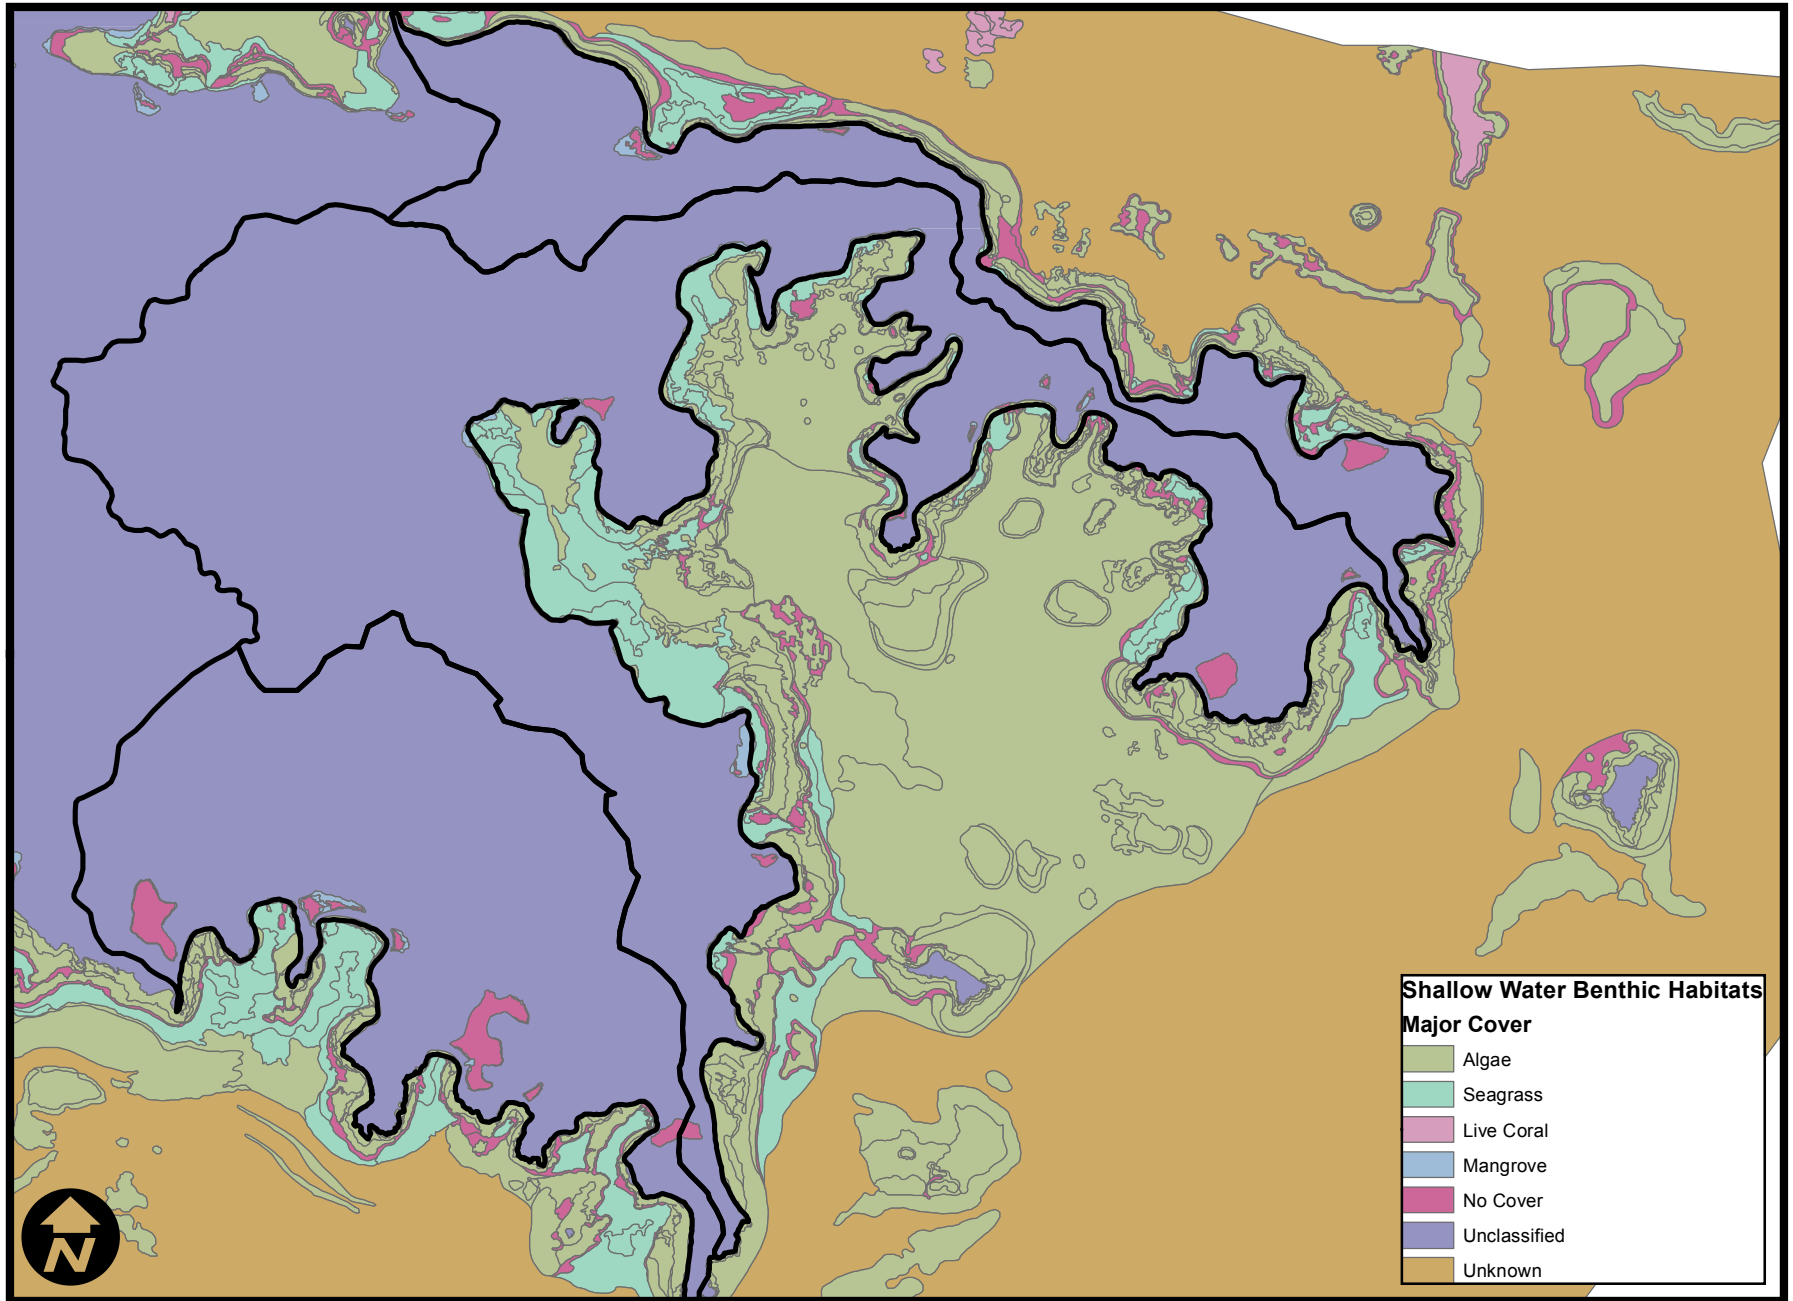 Shallow Water Benthic Habitats
Major Cover
Algae
Seagrass
Live Coral
Mangrove
No Cover
Unclassified
Unknown
N